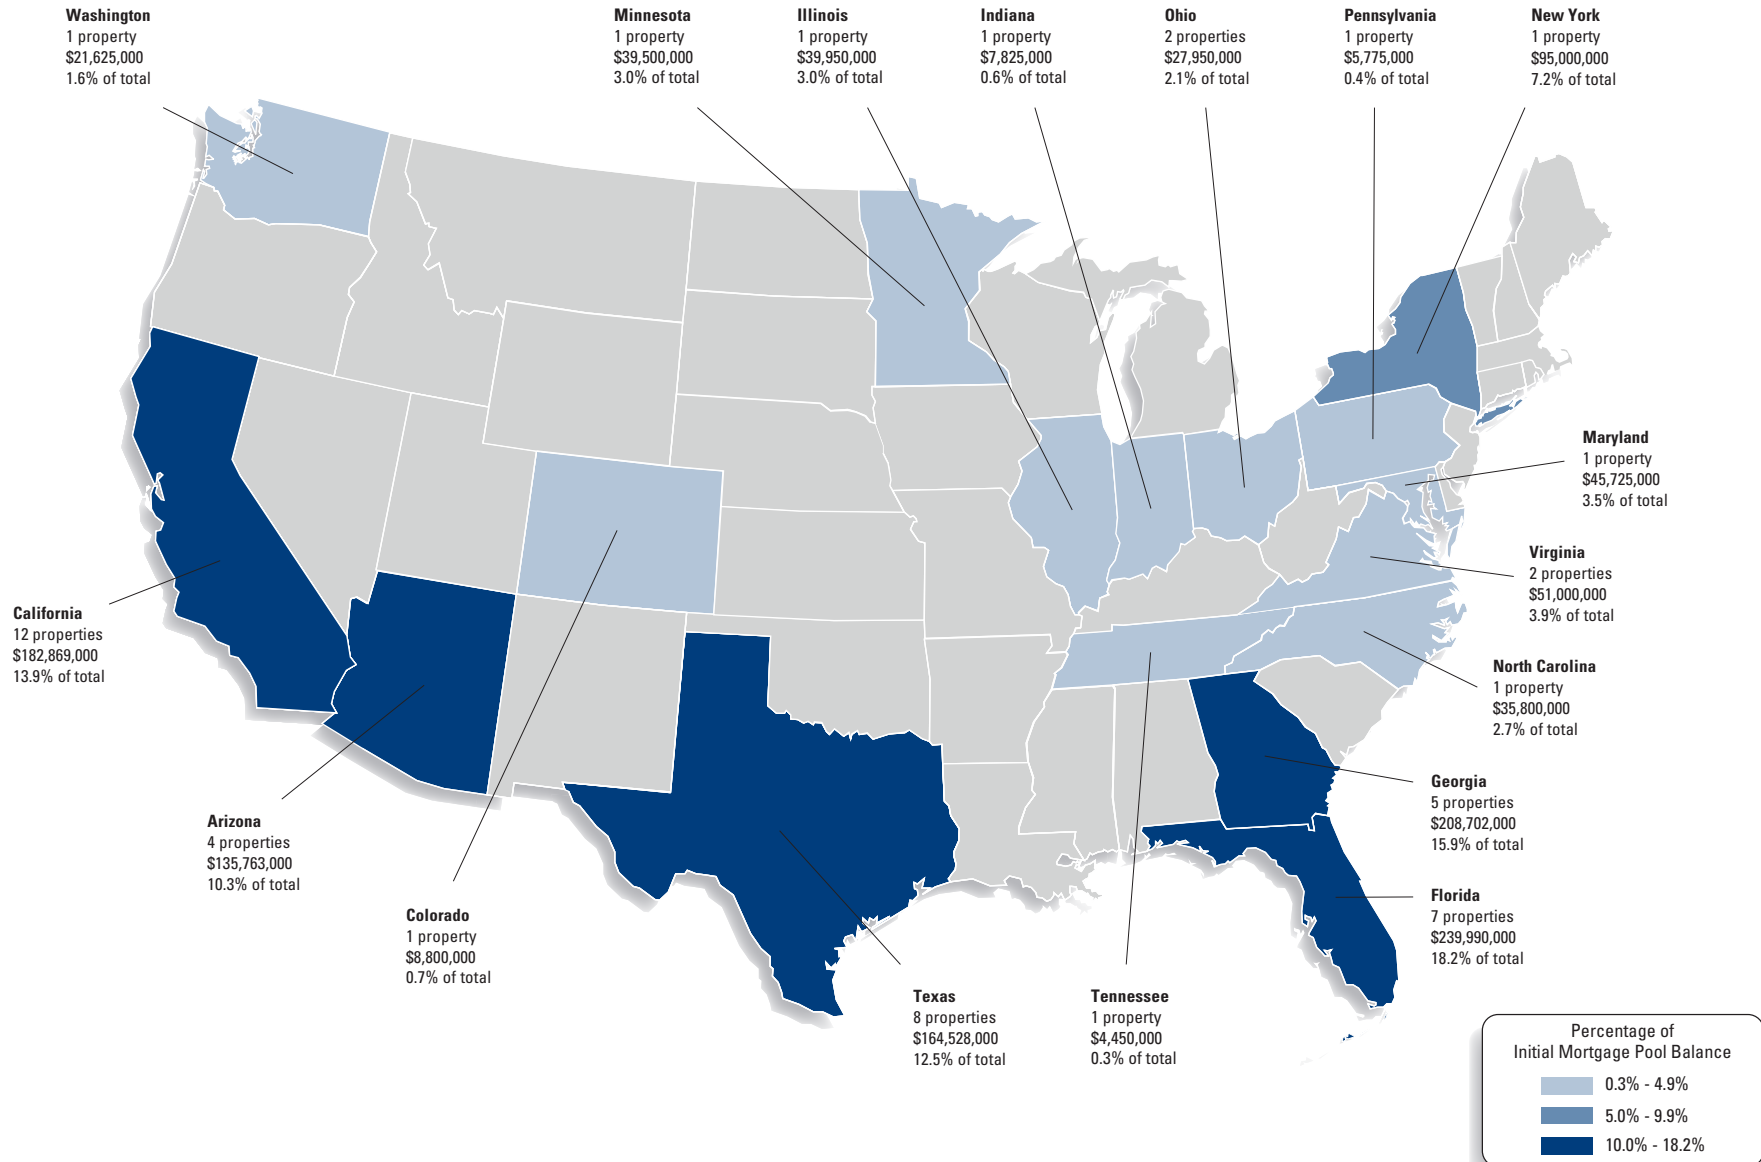 Washington
1 property
$21,625,000
1.6% of total
Minnesota
1 property
$39,500,000
3.0% of total
Illinois
1 property
$39,950,000
3.0% of total
Indiana
1 property
$7,825,000
0.6% of total
Ohio
2 properties
$27,950,000
2.1% of total
Pennsylvania
1 property
$5,775,000
0.4% of total
New York
1 property
$95,000,000
7.2% of total
Maryland
1 property
$45,725,000
3.5% of total
Virginia
2 properties
$51,000,000
3.9% of total
California
12 properties
$182,869,000
13.9% of total
North Carolina
1 property
$35,800,000
2.7% of total
Georgia
5 properties
$208,702,000
15.9% of total
Arizona
4 properties
$135,763,000
10.3% of total
Florida
7 properties
$239,990,000
18.2% of total
Colorado
1 property
$8,800,000
0.7% of total
Texas
8 properties
$164,528,000
12.5% of total
Tennessee
1 property
$4,450,000
0.3% of total
Percentage of
Initial Mortgage Pool Balance
0.3% - 4.9%
5.0% - 9.9%
10.0% - 18.2%